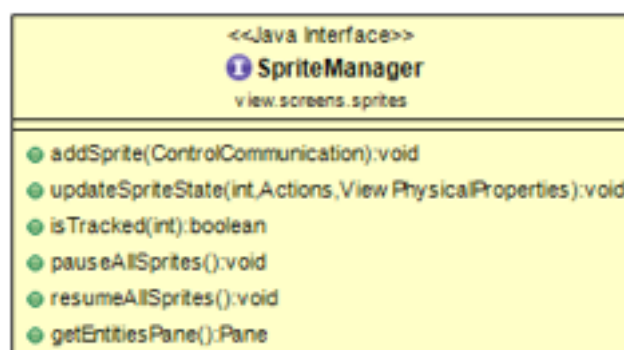 <<Java Interface>>
I SpriteManager
view.screens.sprites
addSprite(ControlCommunication):void
updateSpriteState(int,Actions,ViewPhysicalProperties):void
isTracked(int):boolean
pauseAllSprites():void
resumeAllSprites():void
getEntitiesPane():Pane